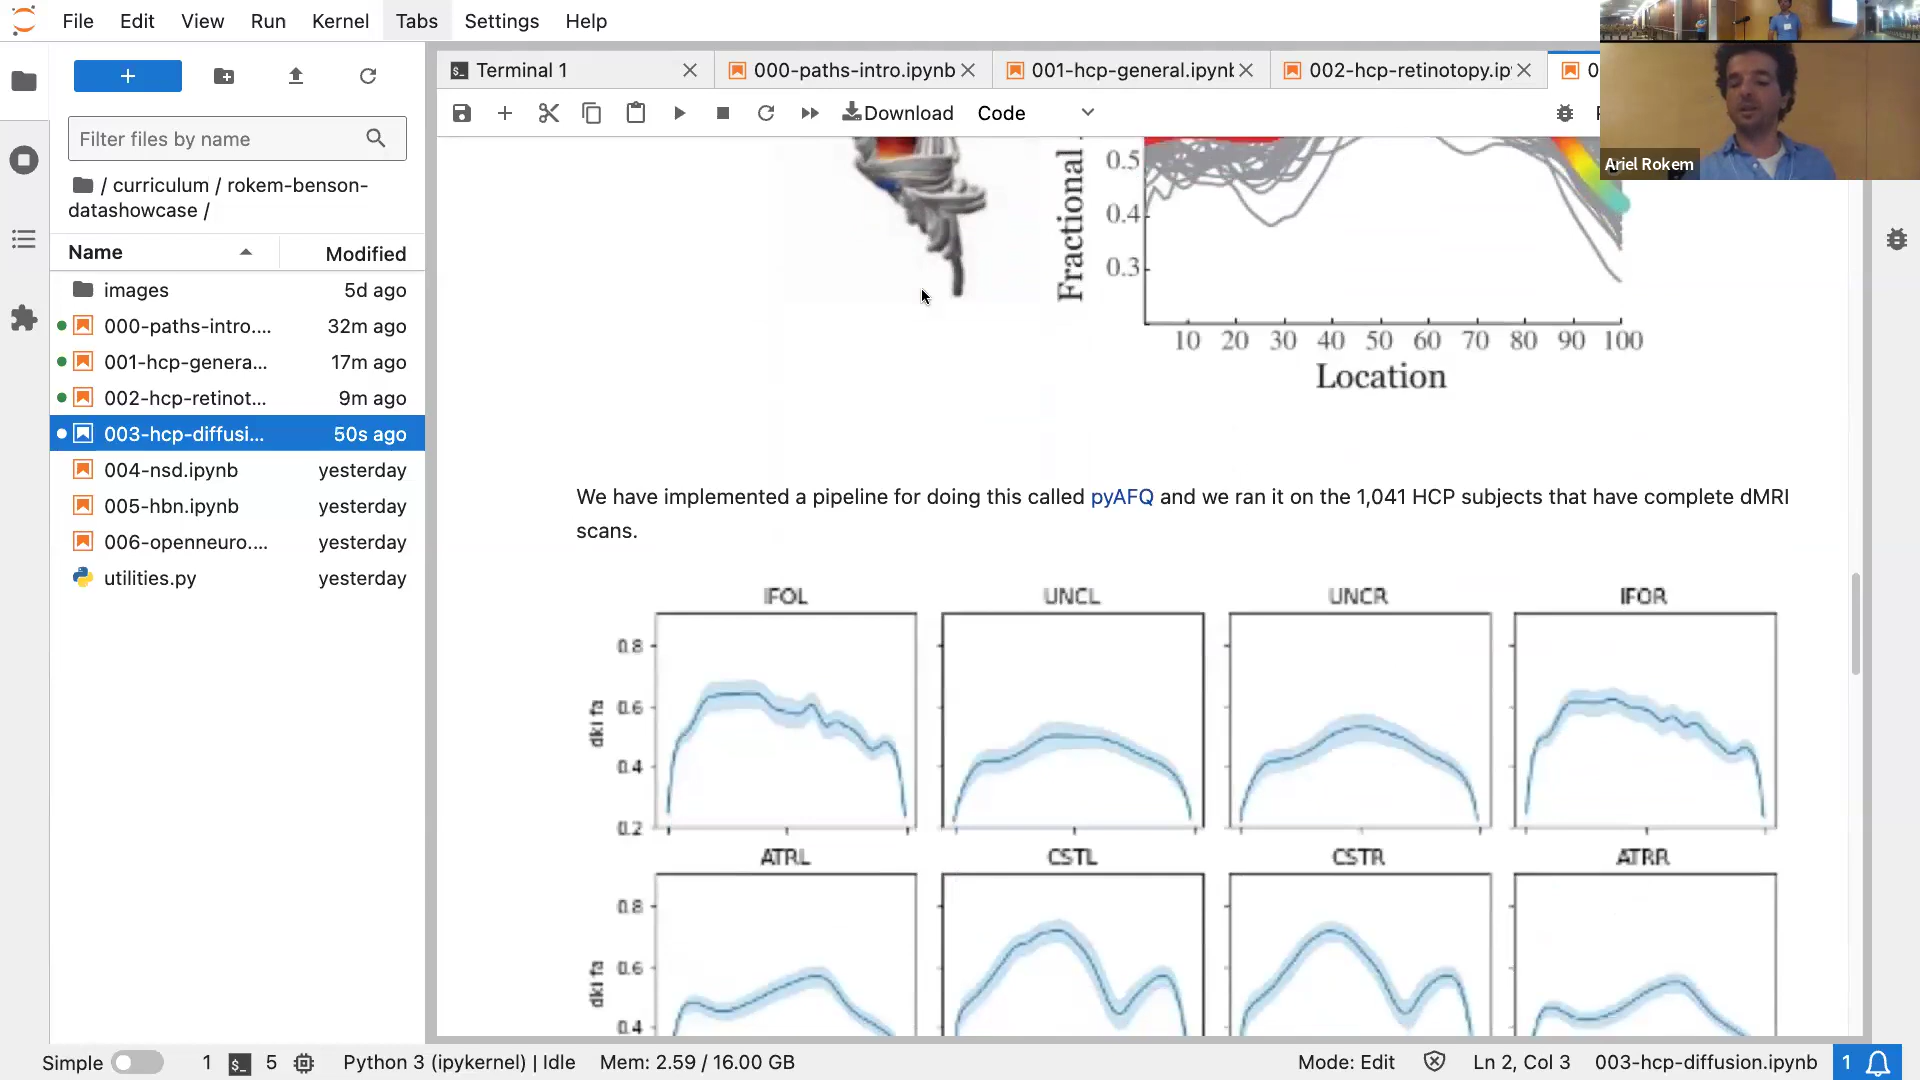 File Edit View Run Kernel Tabs Settings Help
Terminal 1
000-paths-intro.ipynb
001-hcp-general.ipynb
002-hcp-retinotopy.ip
0
Download
Code
Ariel Rokem
Filter files by name
/ curriculum / rokem-benson-
datashowcase /
Name Modified
images 5d ago
000-paths-intro.... 32m ago
001-hcp-genera... 17m ago
002-hcp-retinot... 9m ago
003-hcp-diffusi... 50s ago
004-nsd.ipynb yesterday
005-hbn.ipynb yesterday
006-openneuro.... yesterday
utilities.py yesterday
Fractional
0.5
0.4
0.3
10 20 30 40 50 60 70 80 90 100
Location
We have implemented a pipeline for doing this called pyAFQ and we ran it on the 1,041 HCP subjects that have complete dMRI
scans.
IFOL UNCL UNCR IFOR
dki fa
0.8
0.6
0.4
0.2
ATRL CSTL CSTR ATRR
dki fa
0.8
0.6
0.4
Simple 1 5 Python 3 (ipykernel) | Idle Mem: 2.59 / 16.00 GB Mode: Edit Ln 2, Col 3 003-hcp-diffusion.ipynb 1